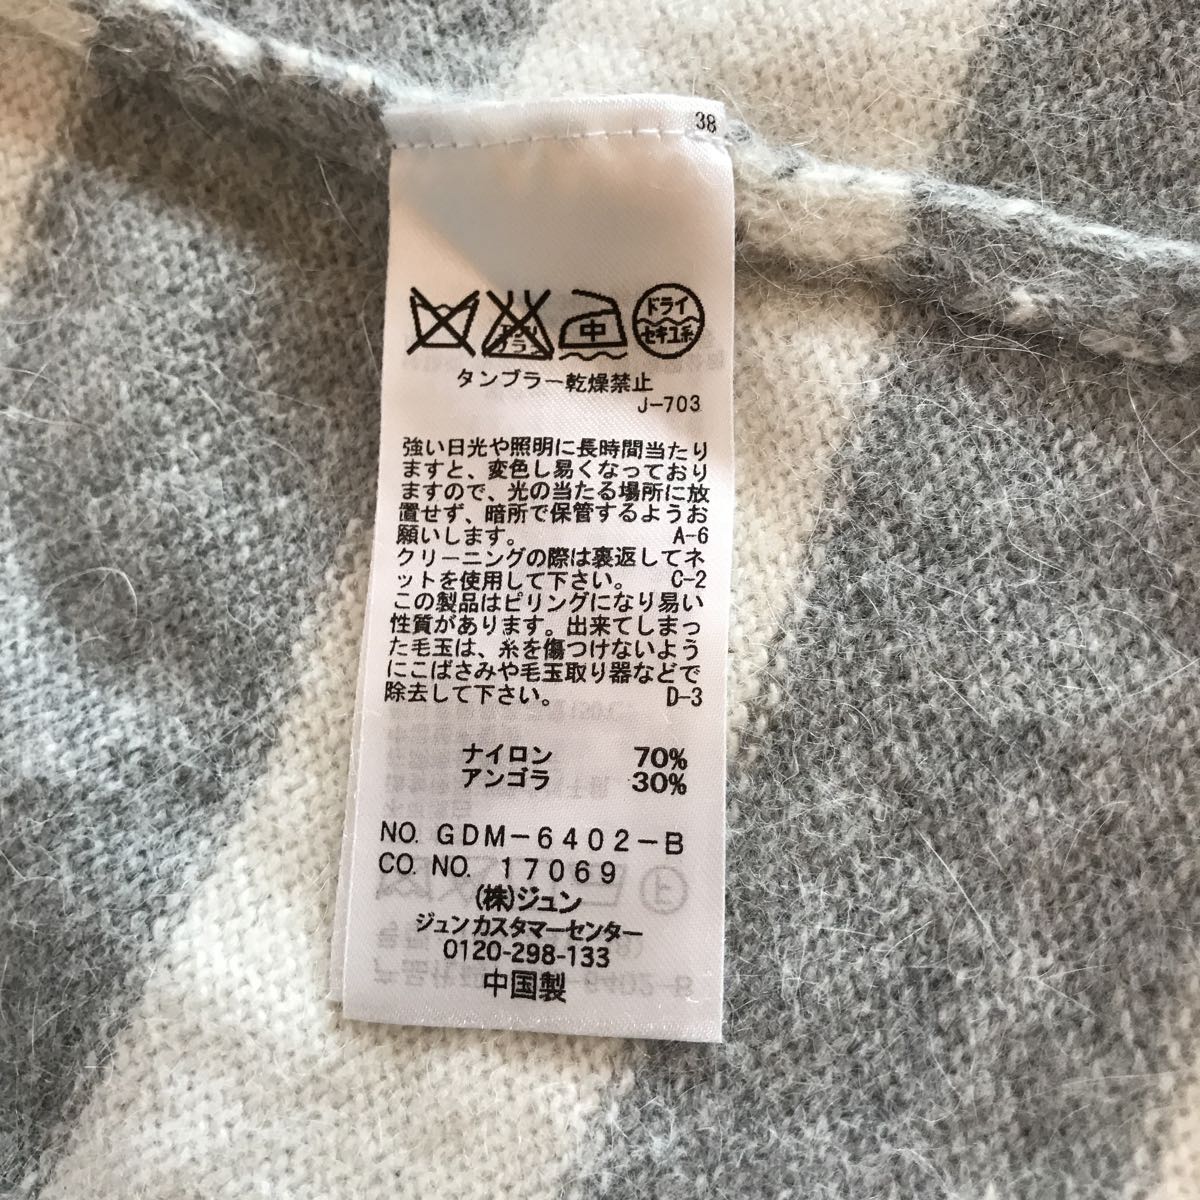 38
中
ドライ
セキユ系
タンブラー乾燥禁止
J-703
強い日光や照明に長時間当たり
ますと、変色し易くなっており
ますので、光の当たる場所に放
置せず、暗所で保管するようお
願いします。 A-6
クリーニングの際は裏返してネ
ットを使用して下さい。 C-2
この製品はピリングになり易い
性質があります。出来てしまっ
た毛玉は、糸を傷つけないよう
にこばさみや毛玉取り器などで
除去して下さい。 D-3
ナイロン 70%
アンゴラ 30%
NO. GDM-6402-B
CO. NO. 17069
(株)ジュン
ジュンカスタマーセンター
0120-298-133
中国製